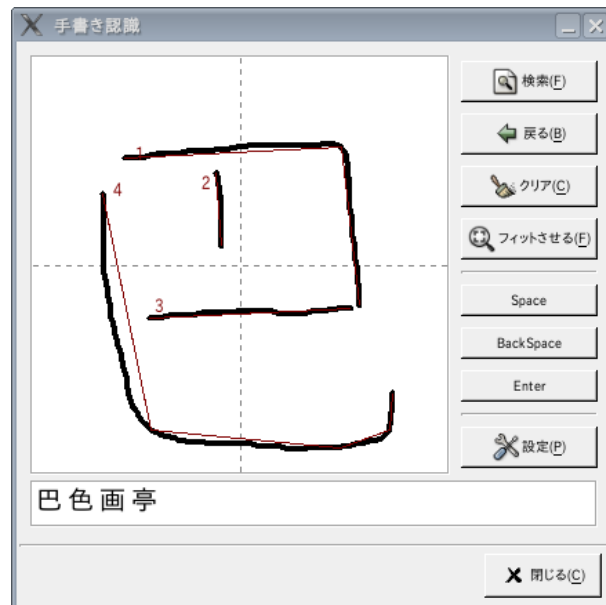 手書き認識
検索(F)
戻る(B)
クリア(C)
フィットさせる(F)
Space
BackSpace
Enter
設定(P)
1
2
3
4
巴 色 画 亭
閉じる(C)